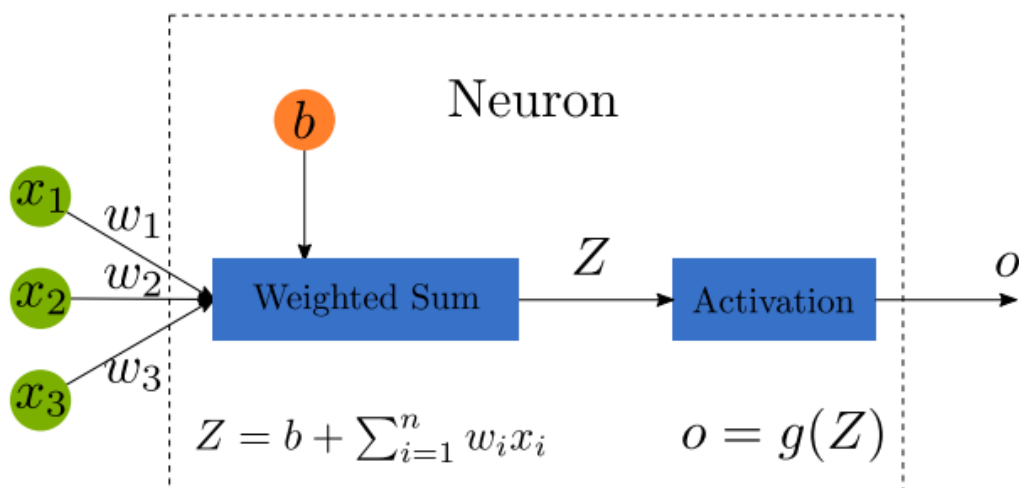 Neuron
b
x₁
w₁
x₂
w₂
x₃
w₃
Weighted Sum
Z
Activation
o
Z = b + ∑ⁿᵢ₌₁ wᵢxᵢ
o = g(Z)